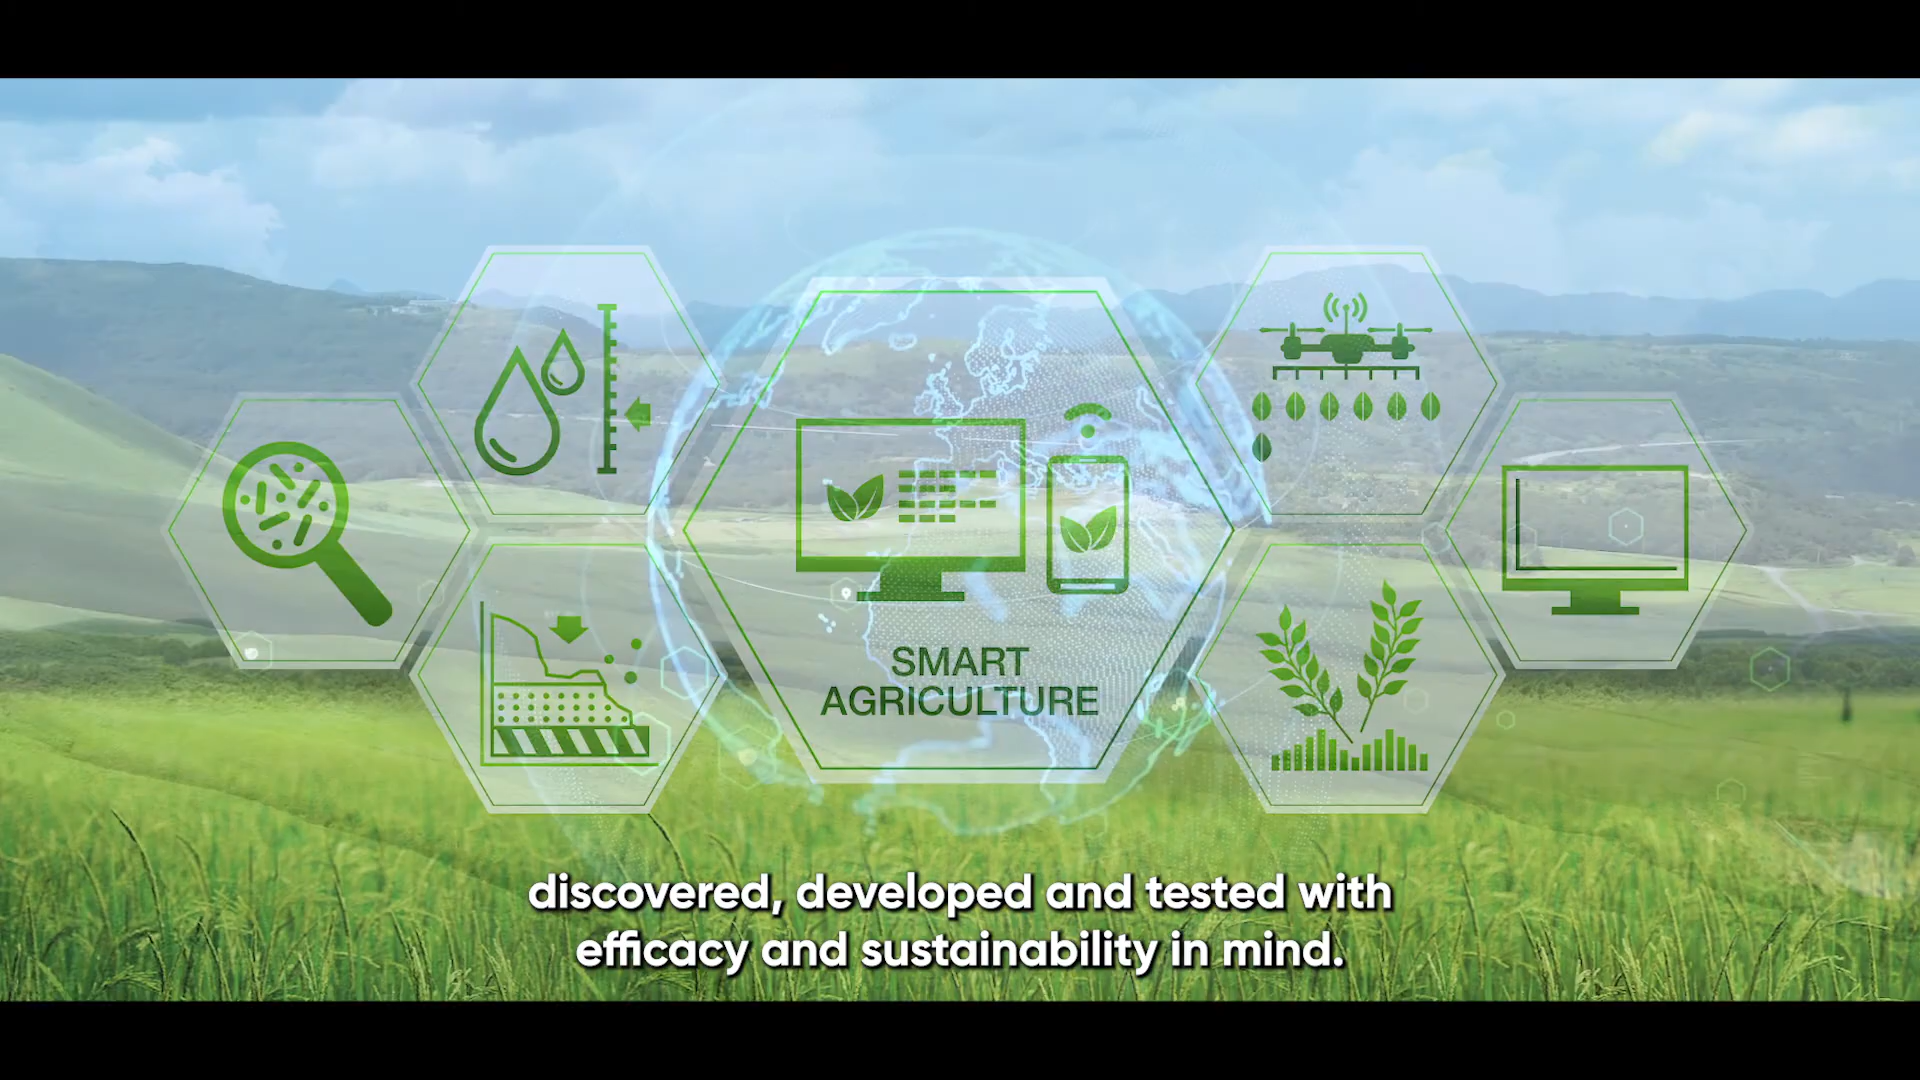 SMART
AGRICULTURE
discovered, developed and tested with
efficacy and sustainability in mind.